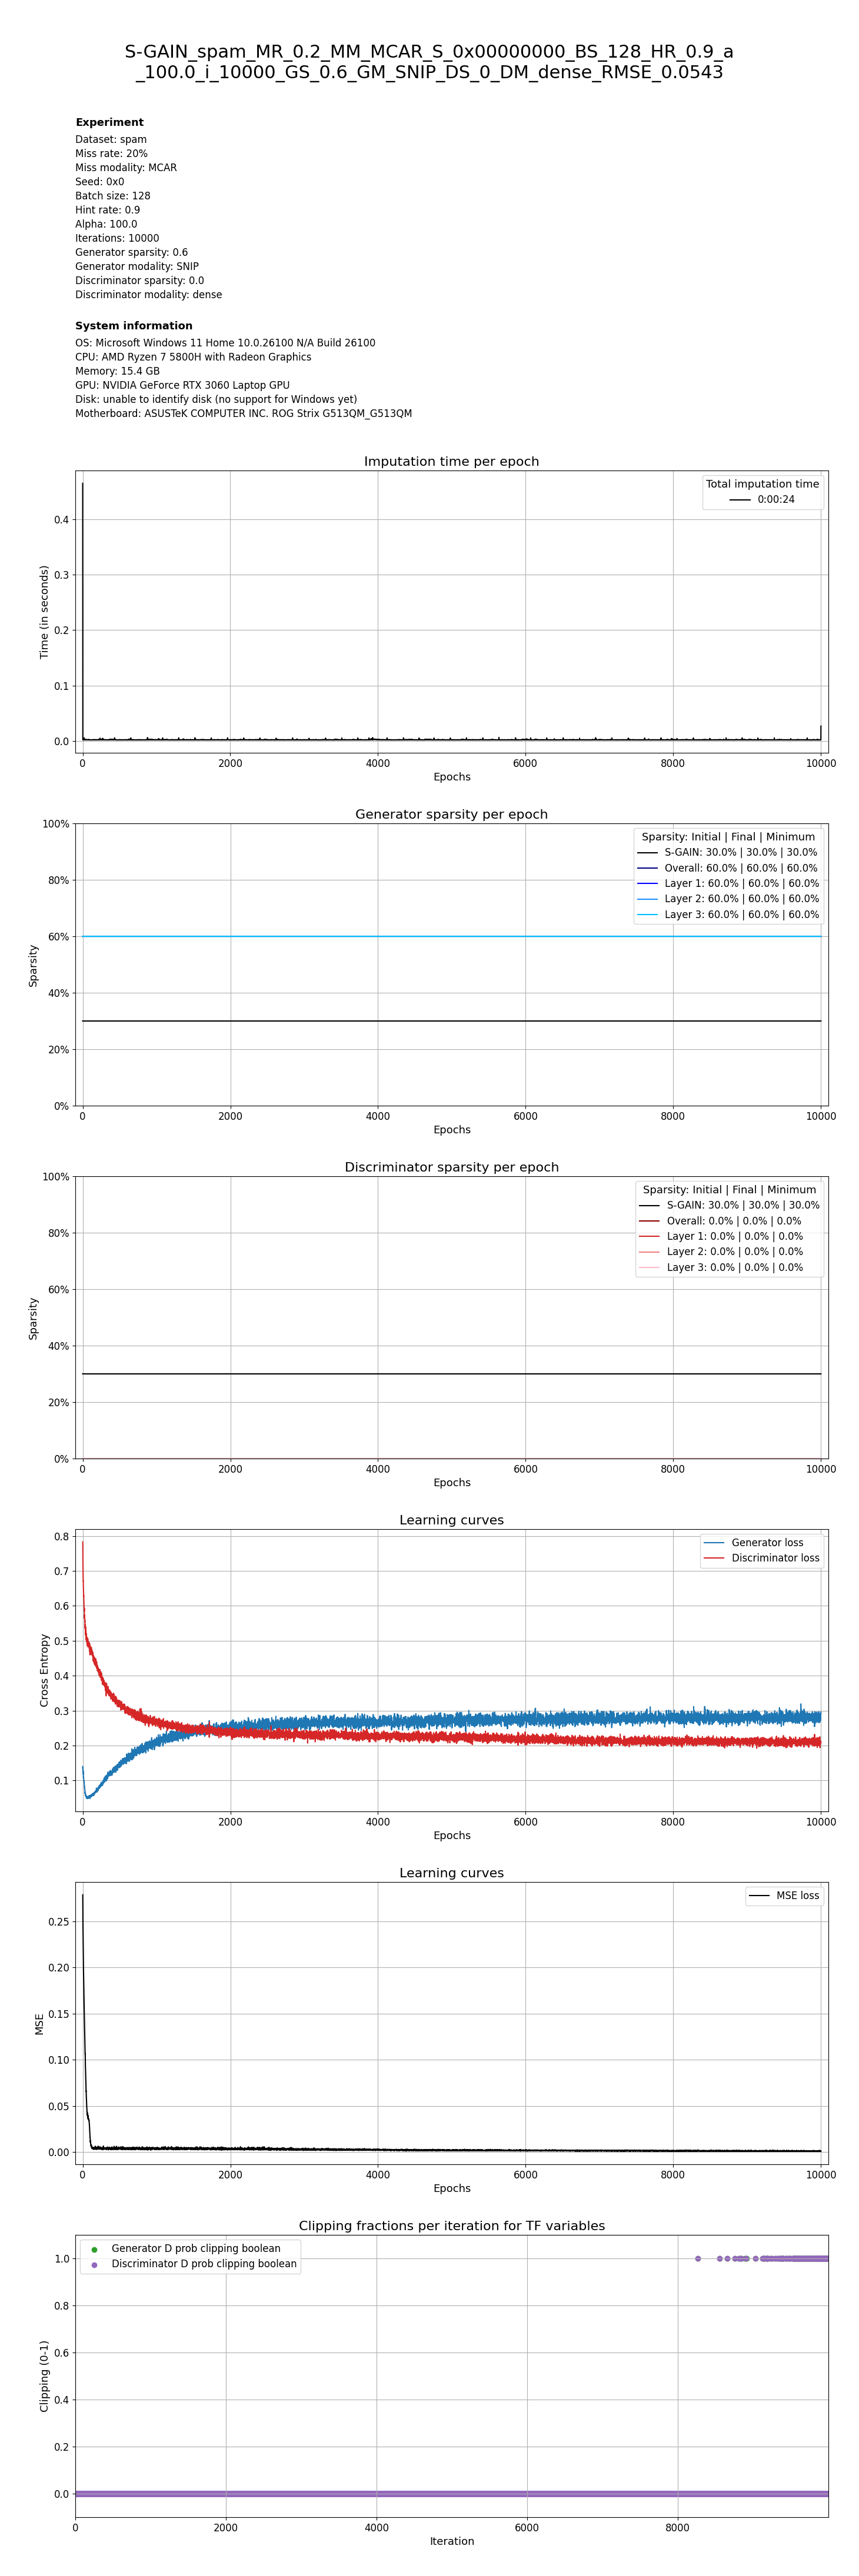 S-GAIN_spam_MR_0.2_MM_MCAR_S_0x00000000_BS_128_HR_0.9_a
_100.0_i_10000_GS_0.6_GM_SNIP_DS_0_DM_dense_RMSE_0.0543
Experiment
Dataset: spam
Miss rate: 20%
Miss modality: MCAR
Seed: 0x0
Batch size: 128
Hint rate: 0.9
Alpha: 100.0
Iterations: 10000
Generator sparsity: 0.6
Generator modality: SNIP
Discriminator sparsity: 0.0
Discriminator modality: dense
System information
OS: Microsoft Windows 11 Home 10.0.26100 N/A Build 26100
CPU: AMD Ryzen 7 5800H with Radeon Graphics
Memory: 15.4 GB
GPU: NVIDIA GeForce RTX 3060 Laptop GPU
Disk: unable to identify disk (no support for Windows yet)
Motherboard: ASUSTeK COMPUTER INC. ROG Strix G513QM_G513QM
Imputation time per epoch
Total imputation time
0:00:24
Time (in seconds)
0.4
0.3
0.2
0.1
0.0
0 2000 4000 6000 8000 10000
Epochs
Generator sparsity per epoch
Sparsity: Initial | Final | Minimum
S-GAIN: 30.0% | 30.0% | 30.0%
Overall: 60.0% | 60.0% | 60.0%
Layer 1: 60.0% | 60.0% | 60.0%
Layer 2: 60.0% | 60.0% | 60.0%
Layer 3: 60.0% | 60.0% | 60.0%
Sparsity
100%
80%
60%
40%
20%
0%
0 2000 4000 6000 8000 10000
Epochs
Discriminator sparsity per epoch
Sparsity: Initial | Final | Minimum
S-GAIN: 30.0% | 30.0% | 30.0%
Overall: 0.0% | 0.0% | 0.0%
Layer 1: 0.0% | 0.0% | 0.0%
Layer 2: 0.0% | 0.0% | 0.0%
Layer 3: 0.0% | 0.0% | 0.0%
Sparsity
100%
80%
60%
40%
20%
0%
0 2000 4000 6000 8000 10000
Epochs
Learning curves
Generator loss
Discriminator loss
Cross Entropy
0.8
0.7
0.6
0.5
0.4
0.3
0.2
0.1
0 2000 4000 6000 8000 10000
Epochs
Learning curves
MSE loss
MSE
0.25
0.20
0.15
0.10
0.05
0.00
0 2000 4000 6000 8000 10000
Epochs
Clipping fractions per iteration for TF variables
Generator D prob clipping boolean
Discriminator D prob clipping boolean
Clipping (0-1)
1.0
0.8
0.6
0.4
0.2
0.0
0 2000 4000 6000 8000
Iteration